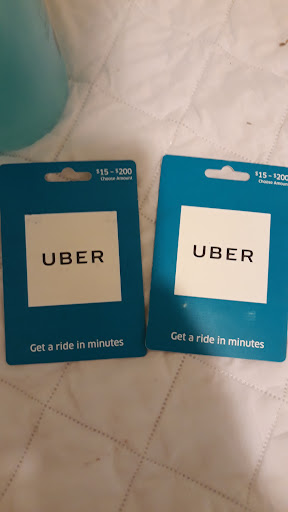 $15 – $200
Choose Amount
UBER
Get a ride in minutes
$15 – $200
Choose Amount
UBER
Get a ride in minutes